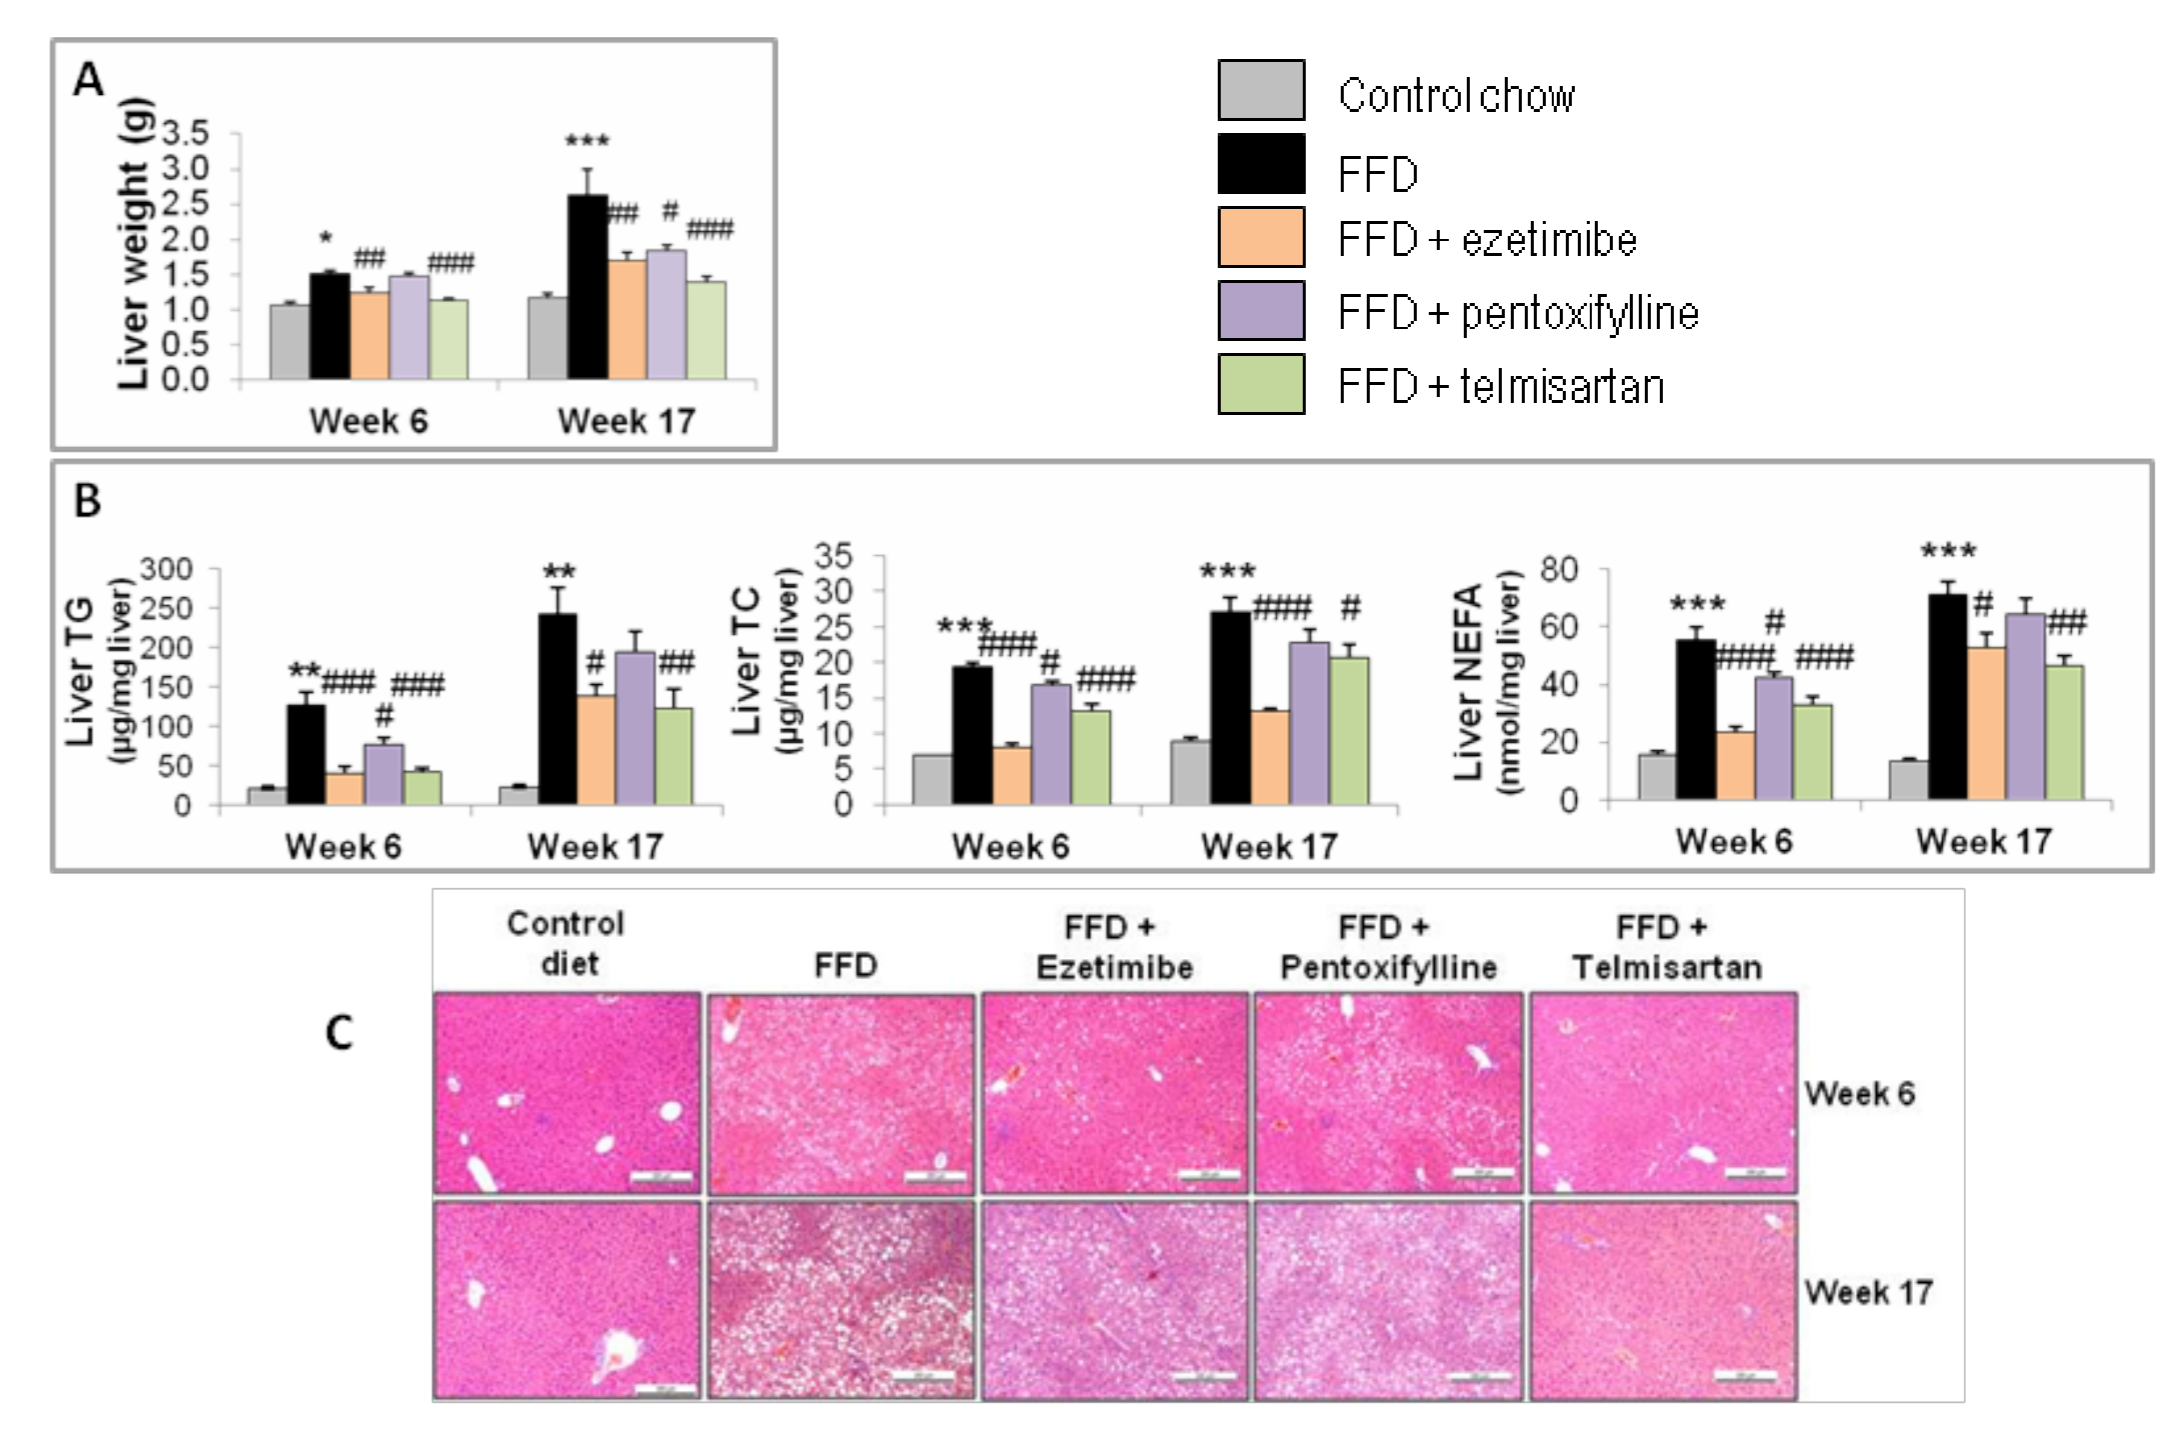 A
Liver weight (g)
3.5
3.0
2.5
2.0
1.5
1.0
0.5
0.0
*
##
###
***
##
#
###
Week 6
Week 17
Control chow
FFD
FFD + ezetimibe
FFD + pentoxifylline
FFD + telmisartan
B
Liver TG
(µg/mg liver)
300
250
200
150
100
50
0
**
###
#
###
**
#
##
Week 6
Week 17
Liver TC
(µg/mg liver)
35
30
25
20
15
10
5
0
***
###
#
###
***
###
#
Week 6
Week 17
Liver NEFA
(nmol/mg liver)
80
60
40
20
0
***
###
#
###
***
#
##
Week 6
Week 17
C
Control
diet
FFD
FFD +
Ezetimibe
FFD +
Pentoxifylline
FFD +
Telmisartan
Week 6
Week 17